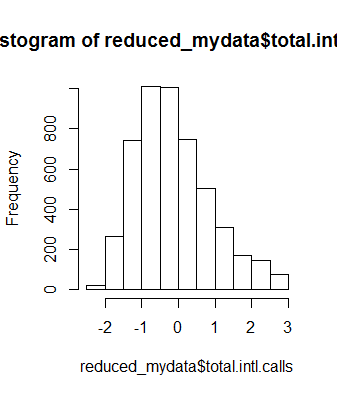 stogram of reduced_mydata$total.int
Frequency
0 200 400 600 800
-2 -1 0 1 2 3
reduced_mydata$total.intl.calls